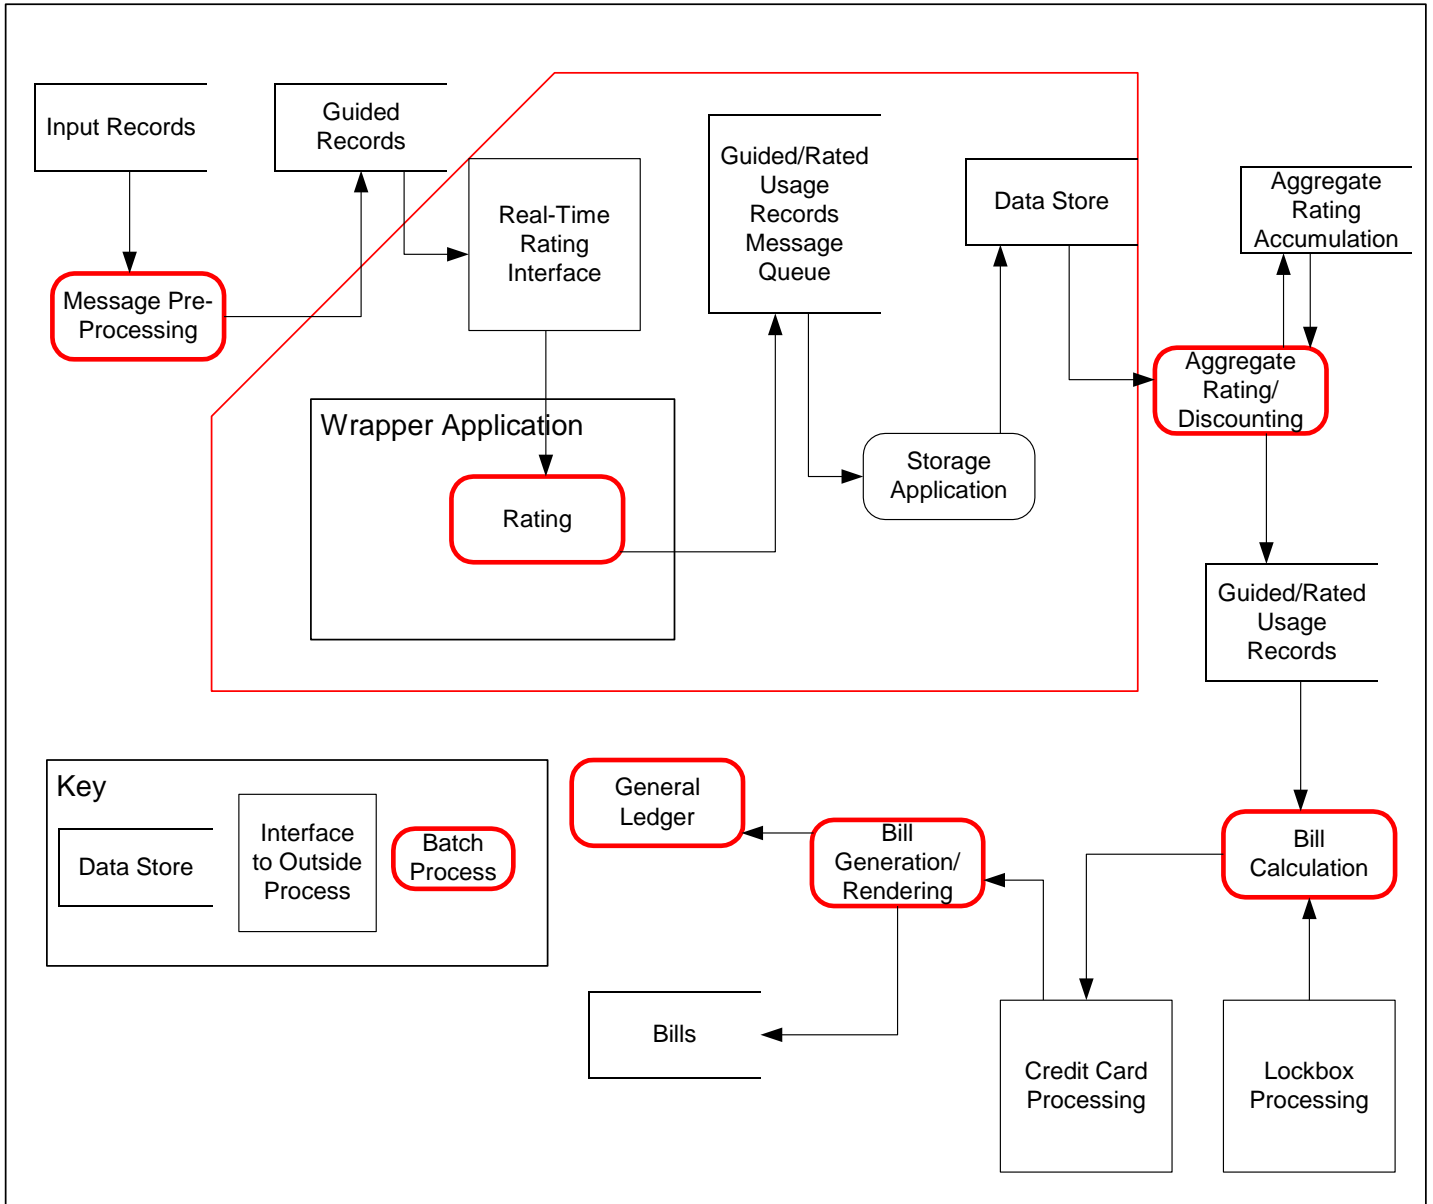 Input Records
Guided
Records
Real-Time
Rating
Interface
Guided/Rated
Usage
Records
Message
Queue
Data Store
Aggregate
Rating
Accumulation
Message Pre-
Processing
Wrapper Application
Rating
Storage
Application
Aggregate
Rating/
Discounting
Guided/Rated
Usage
Records
Key
Data Store
Interface
to Outside
Process
Batch
Process
General
Ledger
Bill
Generation/
Rendering
Bill
Calculation
Bills
Credit Card
Processing
Lockbox
Processing